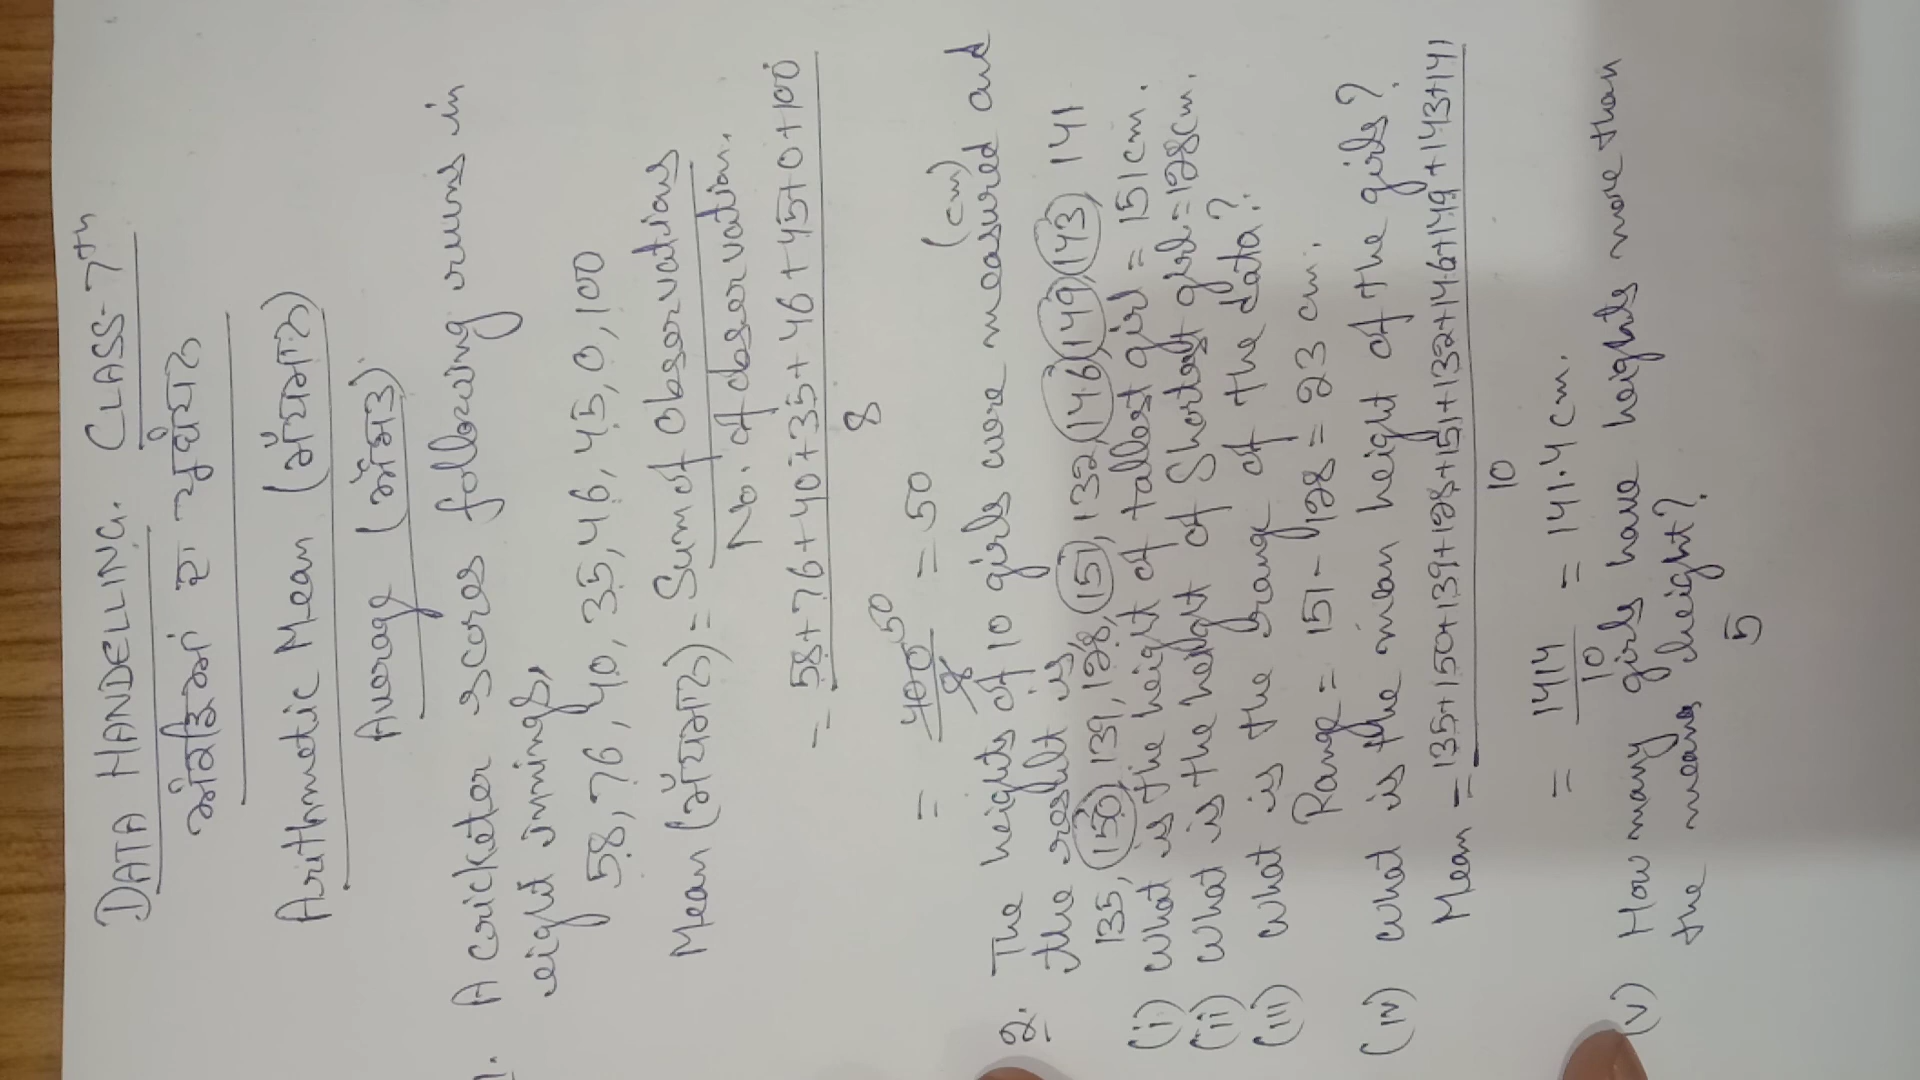 DATA HANDELLING. CLASS-7th
ਅੰਕੜਿਆਂ ਦਾ ਪ੍ਰਬੰਧਨ
Arithmetic Mean (ਮੱਧਮਾਨ)
Average (ਔਸਤ)
1. A cricketer scores following runs in
eight innings,
58, 76, 40, 35, 46, 45, 0, 100
Mean (ਮੱਧਮਾਨ) = Sum of Observations
No. of observation.
= 58+76+40+35+46+45+0+100
8
= 400 50
8 = 50
2. The heights of 10 girls were measured and
(cm)
the result is,
135, 150, 139, 128, 151, 132, 146, 149, 143, 141
(i) What is the height of tallest girl = 151 cm.
(ii) What is the height of Shortest girl = 128 cm.
(iii) What is the range of the data?
Range = 151 - 128 = 23 cm.
(iv) What is the mean height of the girls?
Mean = 135+150+139+128+151+132+146+149+143+141
10
= 1414
10 = 141.4 cm.
(v) How many girls have heights more than
the mean height?
5